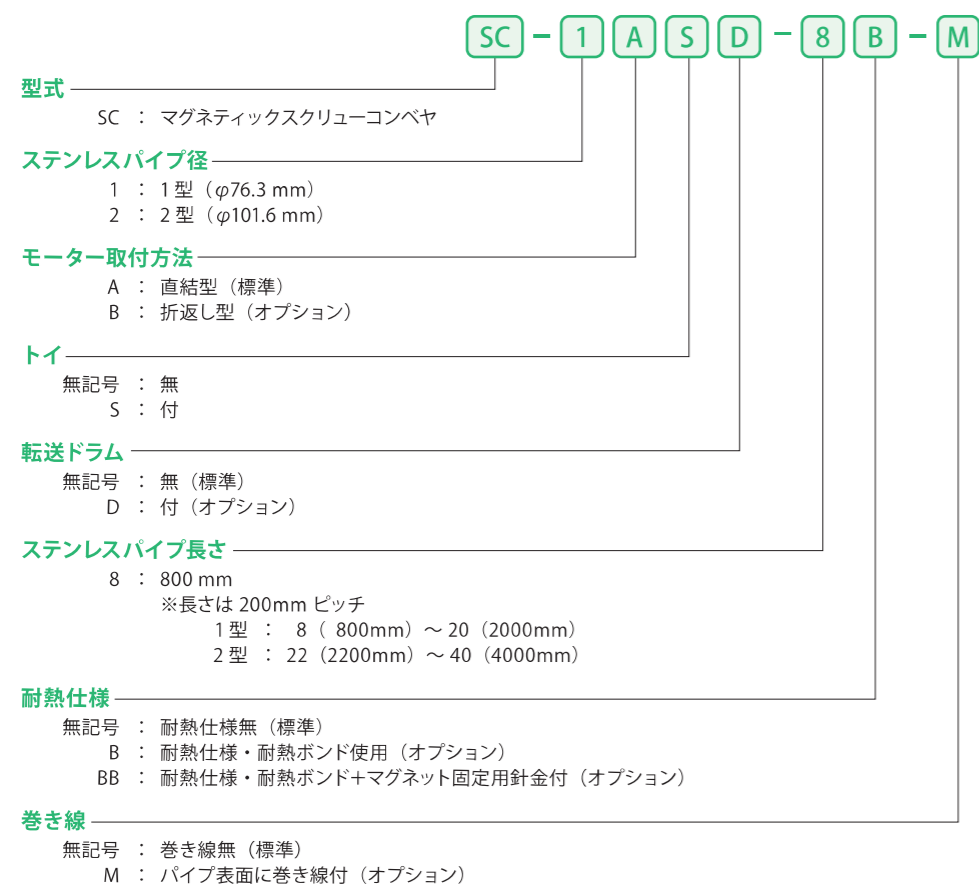 SC - 1 A S D - 8 B - M
型式
SC : マグネティックスクリューコンベヤ
ステンレスパイプ径
1 : 1型（φ76.3 mm）
2 : 2型（φ101.6 mm）
モーター取付方法
A : 直結型（標準）
B : 折返し型（オプション）
トイ
無記号 : 無
S : 付
転送ドラム
無記号 : 無（標準）
D : 付（オプション）
ステンレスパイプ長さ
8 : 800 mm
※長さは 200mm ピッチ
1型 : 8（ 800mm）～ 20（2000mm）
2型 : 22（2200mm）～ 40（4000mm）
耐熱仕様
無記号 : 耐熱仕様無（標準）
B : 耐熱仕様・耐熱ボンド使用（オプション）
BB : 耐熱仕様・耐熱ボンド＋マグネット固定用針金付（オプション）
巻き線
無記号 : 巻き線無（標準）
M : パイプ表面に巻き線付（オプション）